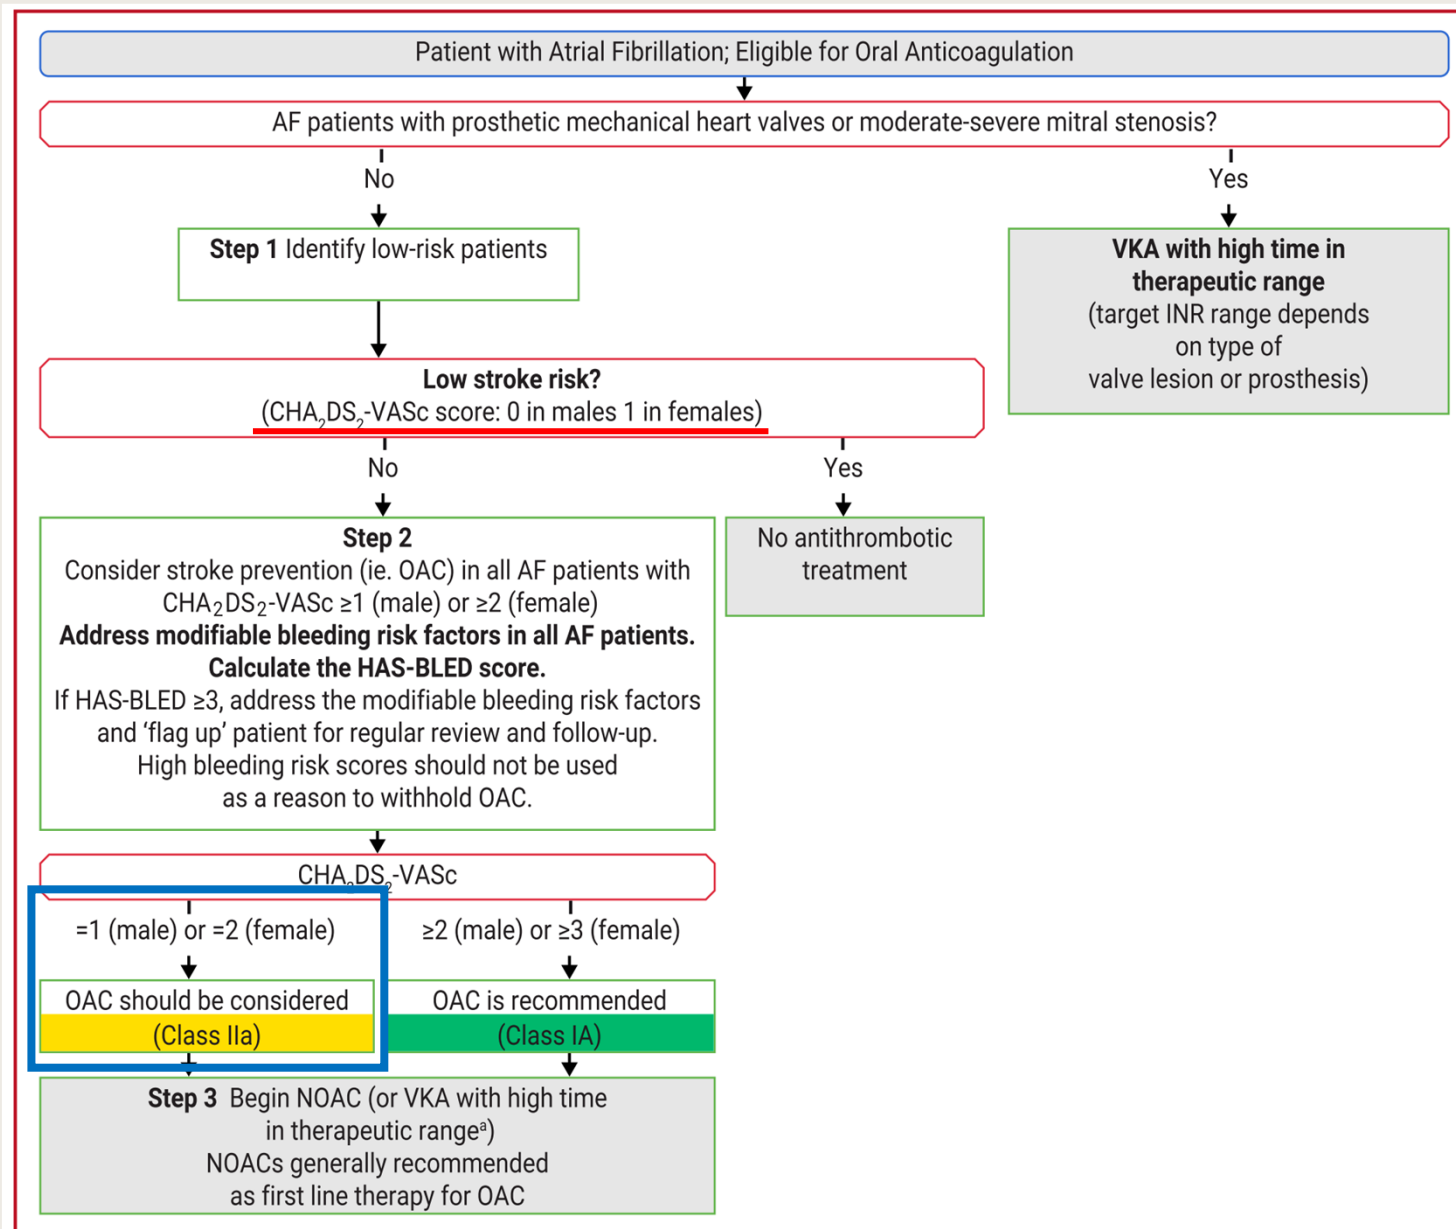 Patient with Atrial Fibrillation; Eligible for Oral Anticoagulation
AF patients with prosthetic mechanical heart valves or moderate-severe mitral stenosis?
No
Yes
Step 1 Identify low-risk patients
VKA with high time in
therapeutic range
(target INR range depends
on type of
valve lesion or prosthesis)
Low stroke risk?
(CHA₂DS₂-VASc score: 0 in males 1 in females)
No
Yes
Step 2
Consider stroke prevention (ie. OAC) in all AF patients with
CHA₂DS₂-VASc ≥1 (male) or ≥2 (female)
Address modifiable bleeding risk factors in all AF patients.
Calculate the HAS-BLED score.
If HAS-BLED ≥3, address the modifiable bleeding risk factors
and ‘flag up’ patient for regular review and follow-up.
High bleeding risk scores should not be used
as a reason to withhold OAC.
No antithrombotic
treatment
CHA₂DS₂-VASc
=1 (male) or =2 (female)
≥2 (male) or ≥3 (female)
OAC should be considered
(Class IIa)
OAC is recommended
(Class IA)
Step 3 Begin NOAC (or VKA with high time
in therapeutic rangeᵃ)
NOACs generally recommended
as first line therapy for OAC